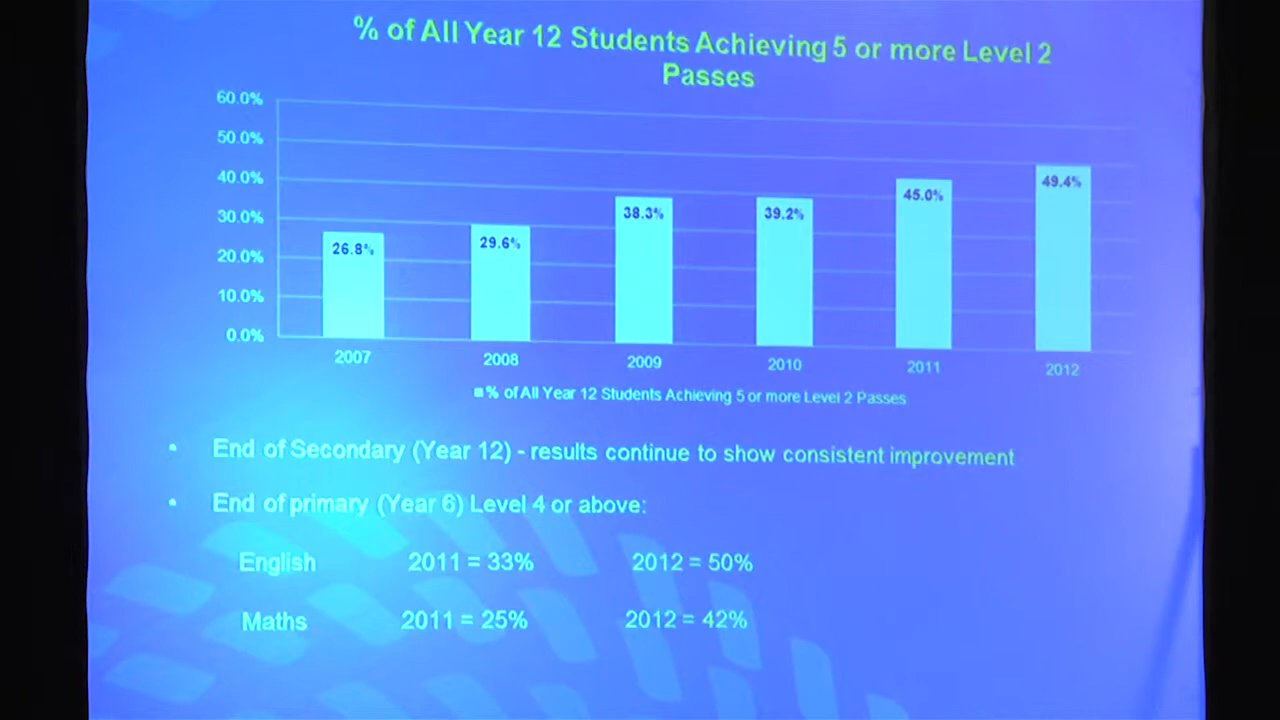 % of All Year 12 Students Achieving 5 or more Level 2
Passes
60.0%
50.0%
40.0%
30.0%
20.0%
10.0%
0.0%
26.8%
29.6%
38.3%
39.2%
45.0%
49.4%
2007 2008 2009 2010 2011 2012
% of All Year 12 Students Achieving 5 or more Level 2 Passes
• End of Secondary (Year 12) - results continue to show consistent improvement
• End of primary (Year 6) Level 4 or above:
English 2011 = 33% 2012 = 50%
Maths 2011 = 25% 2012 = 42%